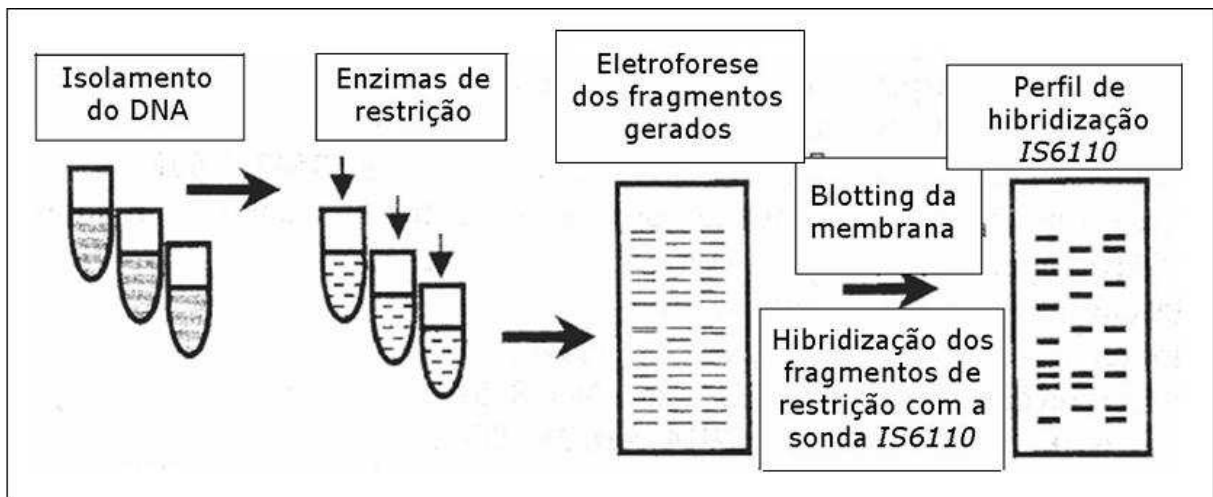 Isolamento
do DNA
Enzimas de
restrição
Eletroforese
dos fragmentos
gerados
Blotting da
membrana
Hibridização dos
fragmentos de
restrição com a
sonda IS6110
Perfil de
hibridização
IS6110